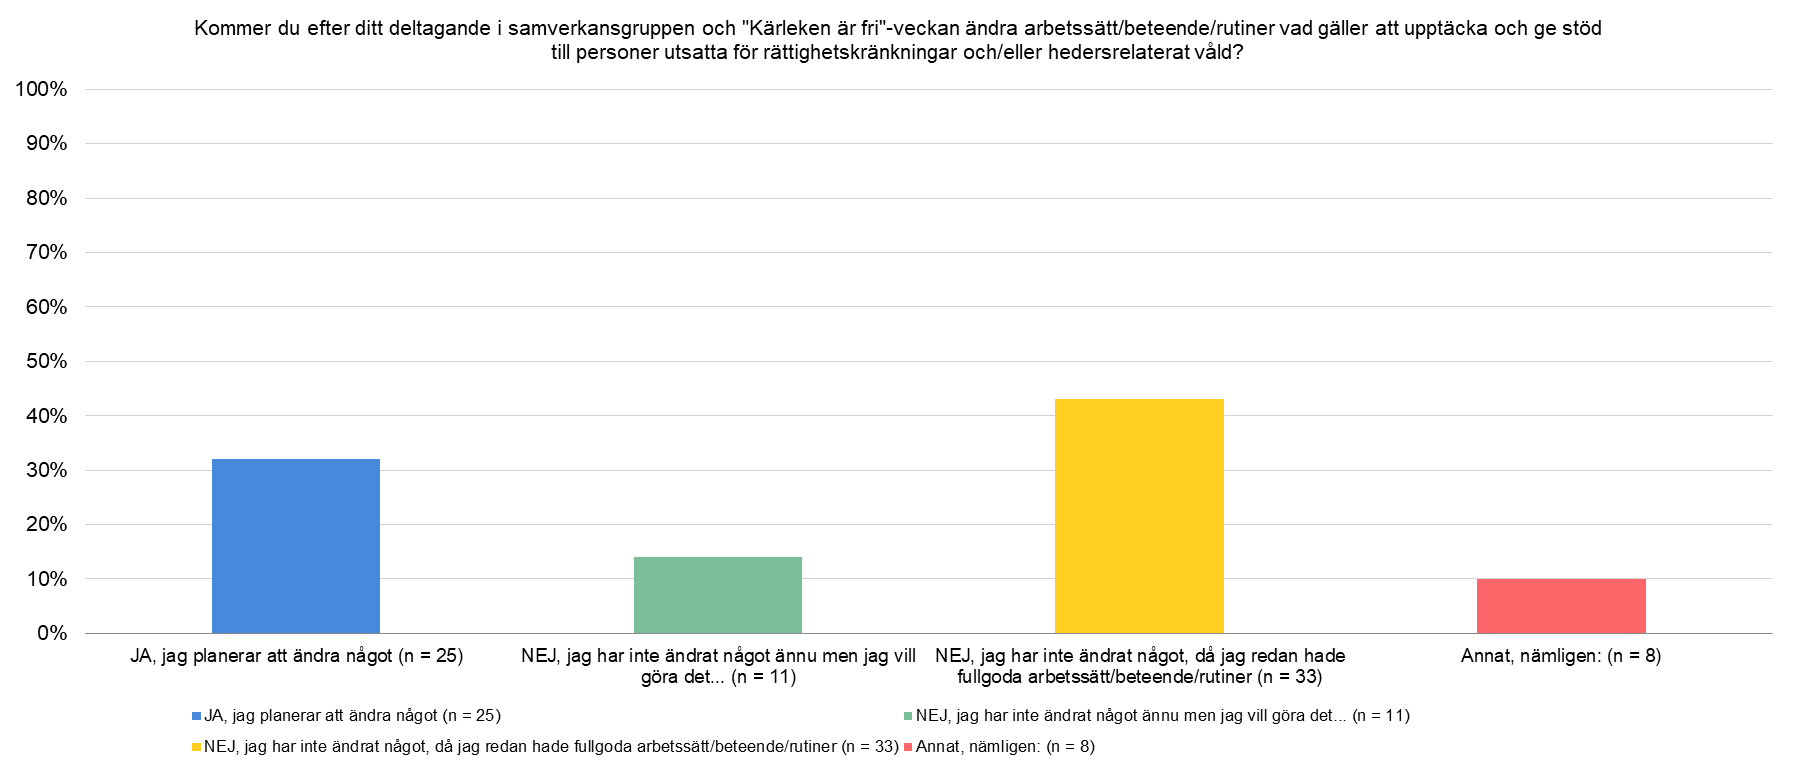 Kommer du efter ditt deltagande i samverkansgruppen och "Kärleken är fri"-veckan ändra arbetssätt/beteende/rutiner vad gäller att upptäcka och ge stöd
till personer utsatta för rättighetskränkningar och/eller hedersrelaterat våld?
100%
90%
80%
70%
60%
50%
40%
30%
20%
10%
0%
JA, jag planerar att ändra något (n = 25)
NEJ, jag har inte ändrat något ännu men jag vill
göra det... (n = 11)
NEJ, jag har inte ändrat något, då jag redan hade
fullgoda arbetssätt/beteende/rutiner (n = 33)
Annat, nämligen: (n = 8)
JA, jag planerar att ändra något (n = 25)
NEJ, jag har inte ändrat något ännu men jag vill göra det... (n = 11)
NEJ, jag har inte ändrat något, då jag redan hade fullgoda arbetssätt/beteende/rutiner (n = 33)
Annat, nämligen: (n = 8)